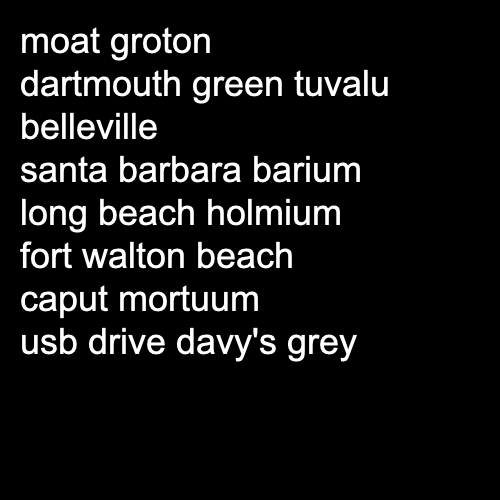 moat groton
dartmouth green tuvalu
belleville
santa barbara barium
long beach holmium
fort walton beach
caput mortuum
usb drive davy's grey